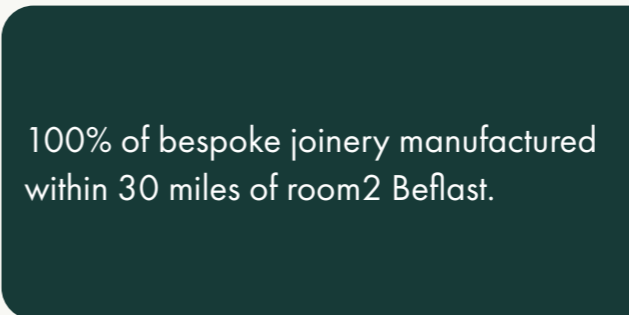 100% of bespoke joinery manufactured
within 30 miles of room2 Beflast.